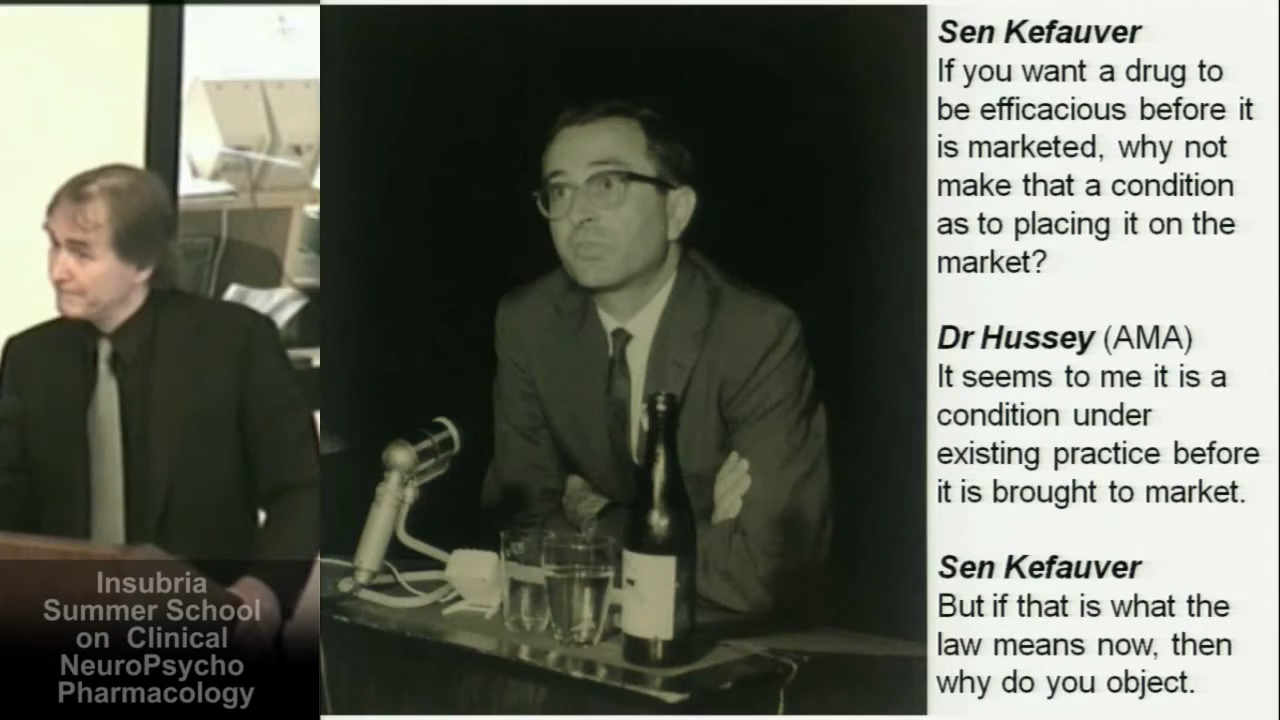 Sen Kefauver
If you want a drug to
be efficacious before it
is marketed, why not
make that a condition
as to placing it on the
market?
Dr Hussey (AMA)
It seems to me it is a
condition under
existing practice before
it is brought to market.
Sen Kefauver
But if that is what the
law means now, then
why do you object.
Insubria
Summer School
on Clinical
NeuroPsycho
Pharmacology